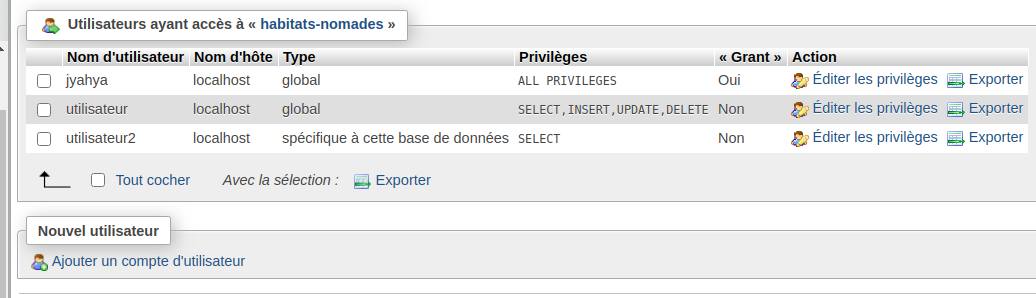 Utilisateurs ayant accès à « habitats-nomades »
Nom d'utilisateur Nom d'hôte Type Privilèges « Grant » Action
jyahya localhost global ALL PRIVILEGES Oui Éditer les privilèges Exporter
utilisateur localhost global SELECT,INSERT,UPDATE,DELETE Non Éditer les privilèges Exporter
utilisateur2 localhost spécifique à cette base de données SELECT Non Éditer les privilèges Exporter
Tout cocher Avec la sélection : Exporter
Nouvel utilisateur
Ajouter un compte d'utilisateur